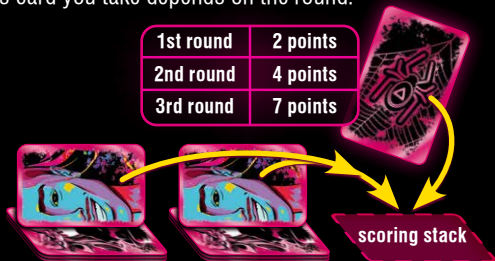 card you take depends on the round.
1st round 2 points
2nd round 4 points
3rd round 7 points
scoring stack